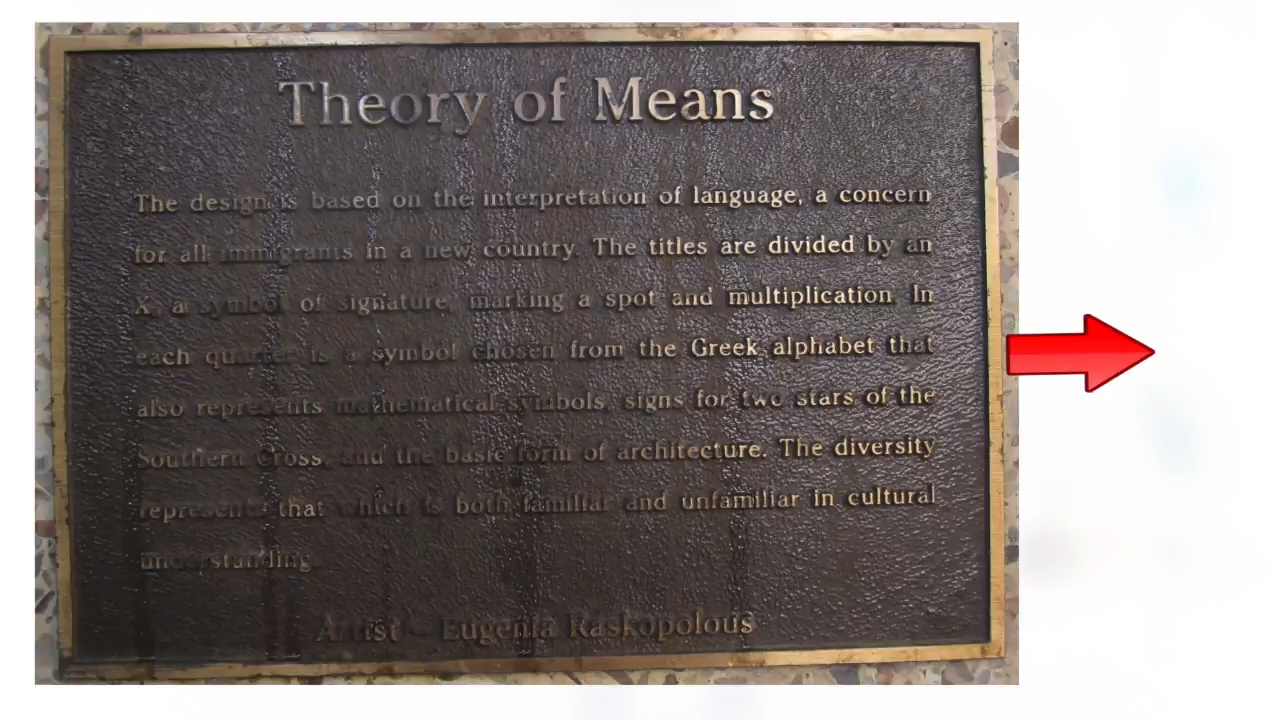 Theory of Means
The design is based on the interpretation of language, a concern
for all immigrants in a new country. The titles are divided by an
X, a symbol of signature, marking a spot and multiplication. In
each quarter is a symbol chosen from the Greek alphabet that
also represents mathematical symbols, signs for two stars of the
Southern Cross, and the basic form of architecture. The diversity
represents that which is both familiar and unfamiliar in cultural
understanding.
Artist - Eugenia Raskopolous